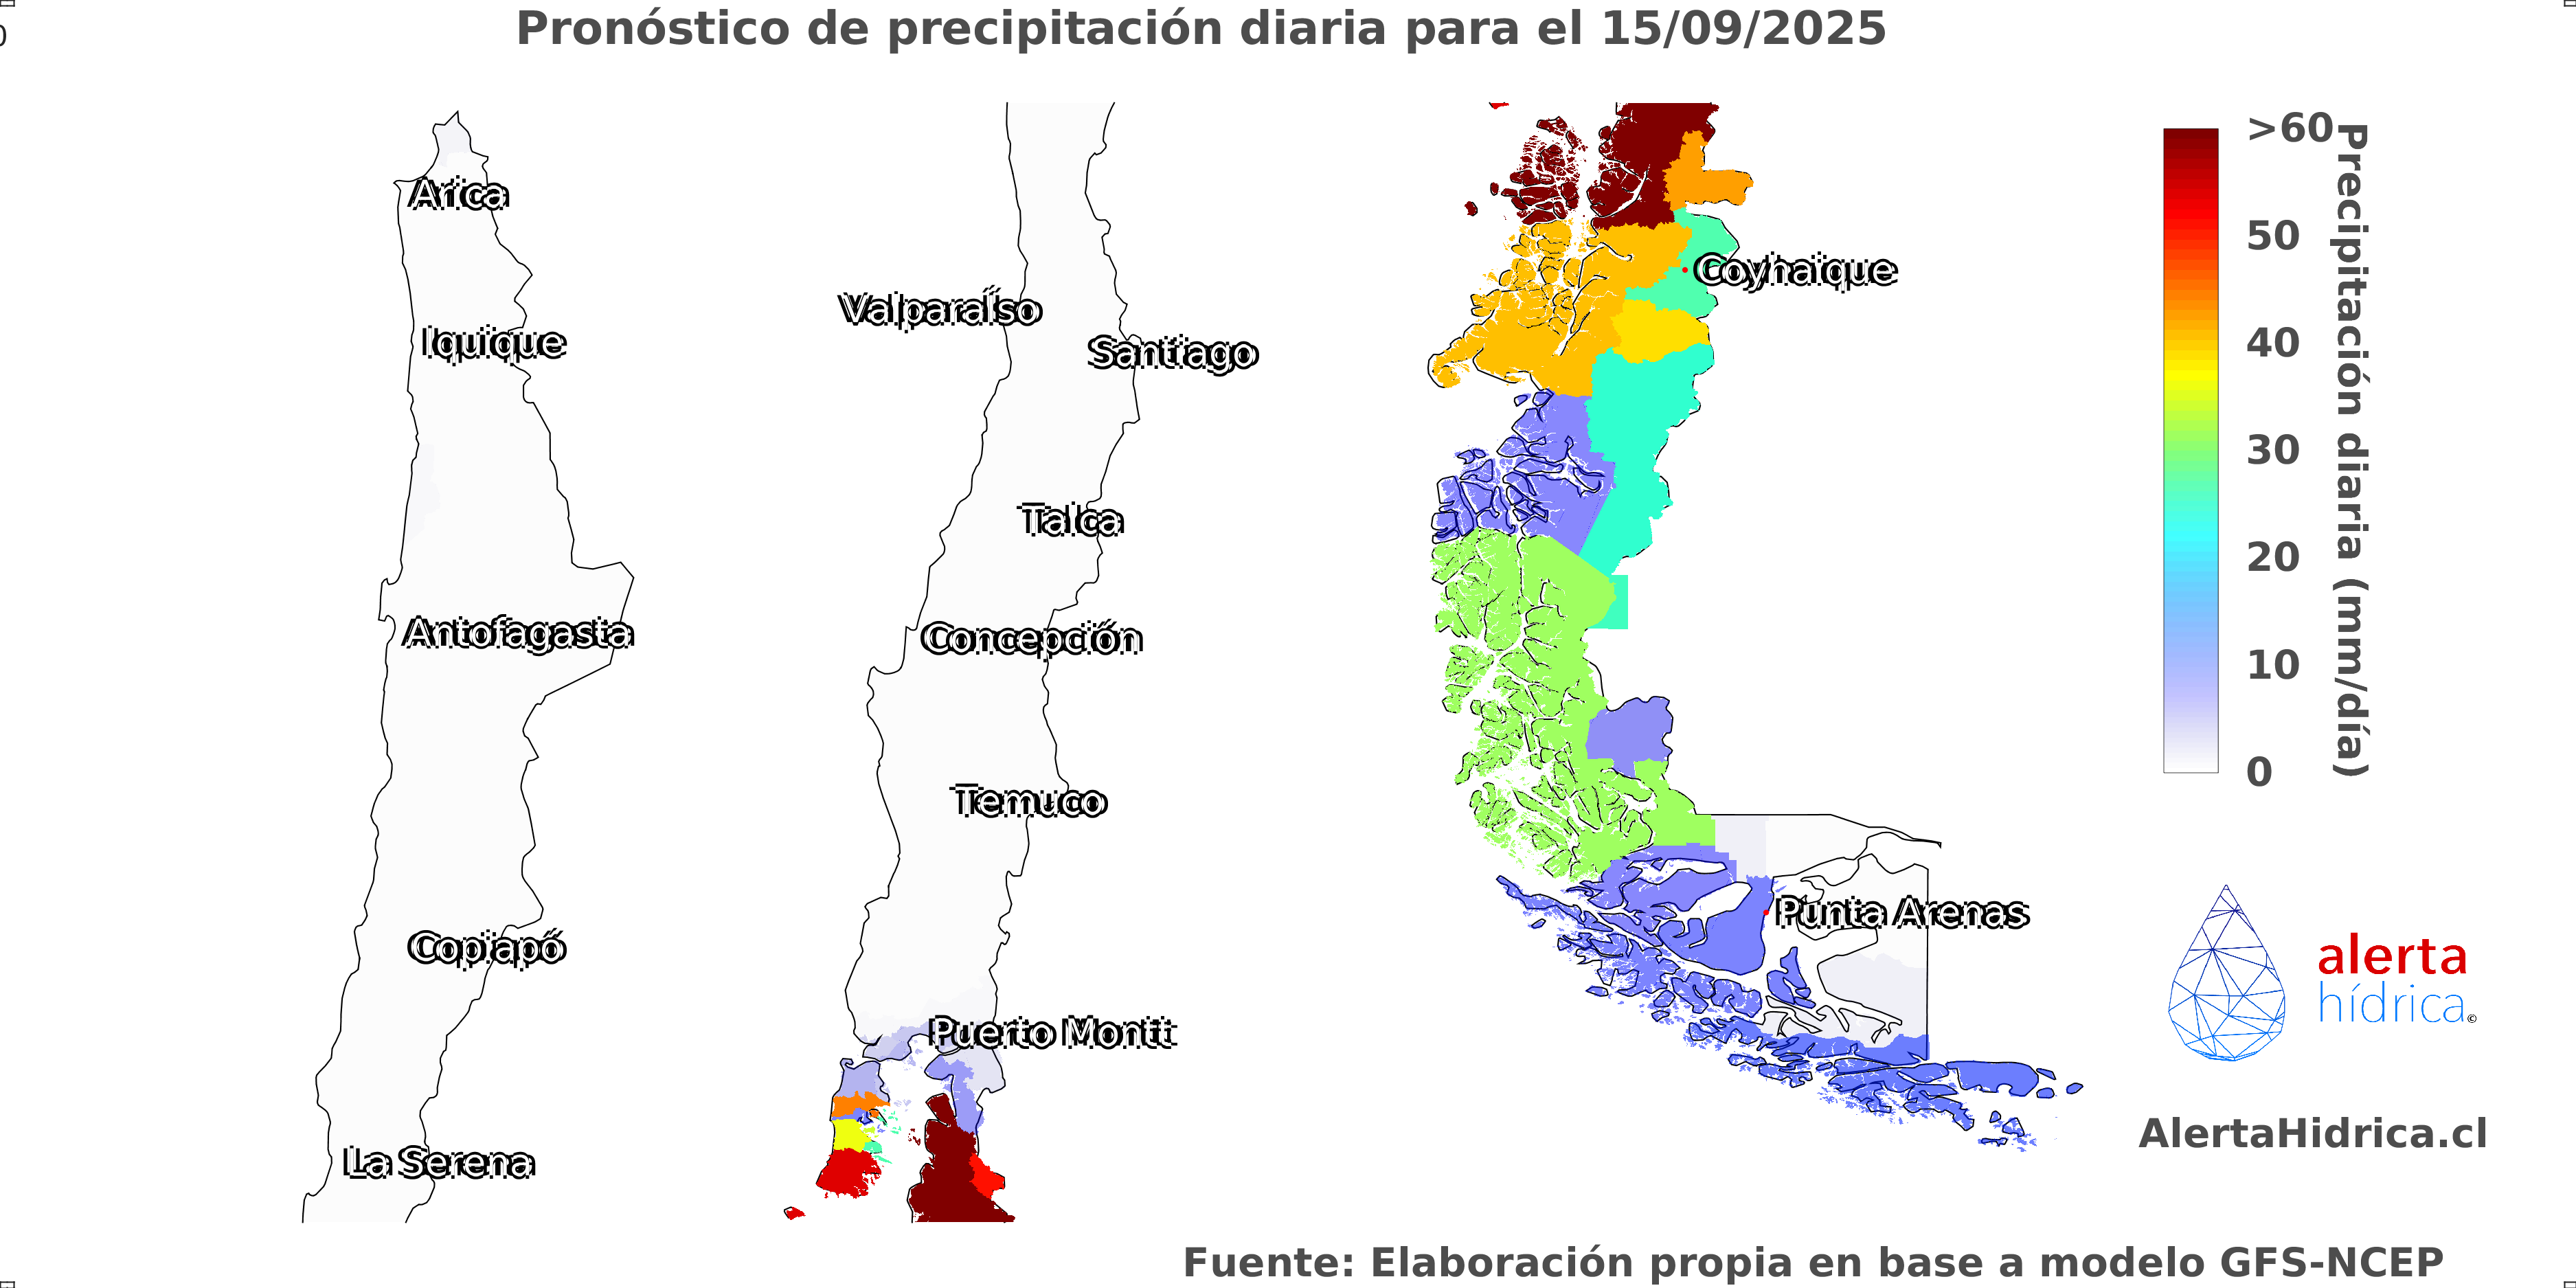 Pronóstico de precipitación diaria para el 15/09/2025
0
Arica
Iquique
Antofagasta
Copiapó
La Serena
Valparaíso
Santiago
Talca
Concepción
Temuco
Puerto Montt
Coyhaique
Punta Arenas
>60
50
40
30
20
10
0
Precipitación diaria (mm/día)
alerta
hídrica©
AlertaHidrica.cl
Fuente: Elaboración propia en base a modelo GFS-NCEP